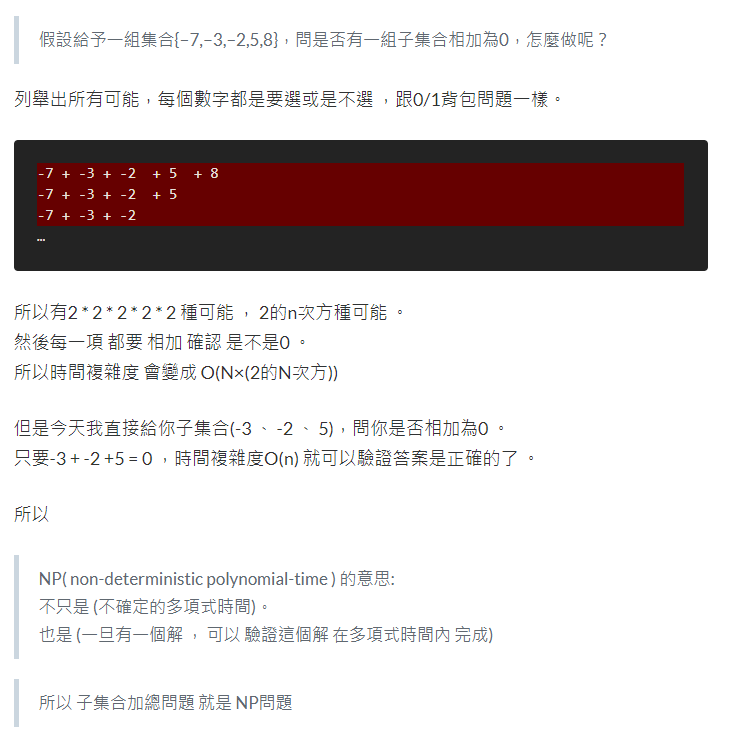 假設給予一組集合{−7,−3,−2,5,8}，問是否有一組子集合相加為0，怎麼做呢？
列舉出所有可能，每個數字都是要選或是不選 ，跟0/1背包問題一樣。
-7 + -3 + -2  + 5  + 8
-7 + -3 + -2  + 5
-7 + -3 + -2
…
所以有2 * 2 * 2 * 2 * 2 種可能 ， 2的n次方種可能 。
然後每一項 都要 相加 確認 是不是0 。
所以時間複雜度 會變成 O(N×(2的N次方))
但是今天我直接給你子集合(-3 、 -2 、 5)，問你是否相加為0 。
只要-3 + -2 +5 = 0 ，時間複雜度O(n) 就可以驗證答案是正確的了 。
所以
NP( non-deterministic polynomial-time ) 的意思:
不只是 (不確定的多項式時間)。
也是 (一旦有一個解 ， 可以 驗證這個解 在多項式時間內 完成)
所以 子集合加總問題 就是 NP問題